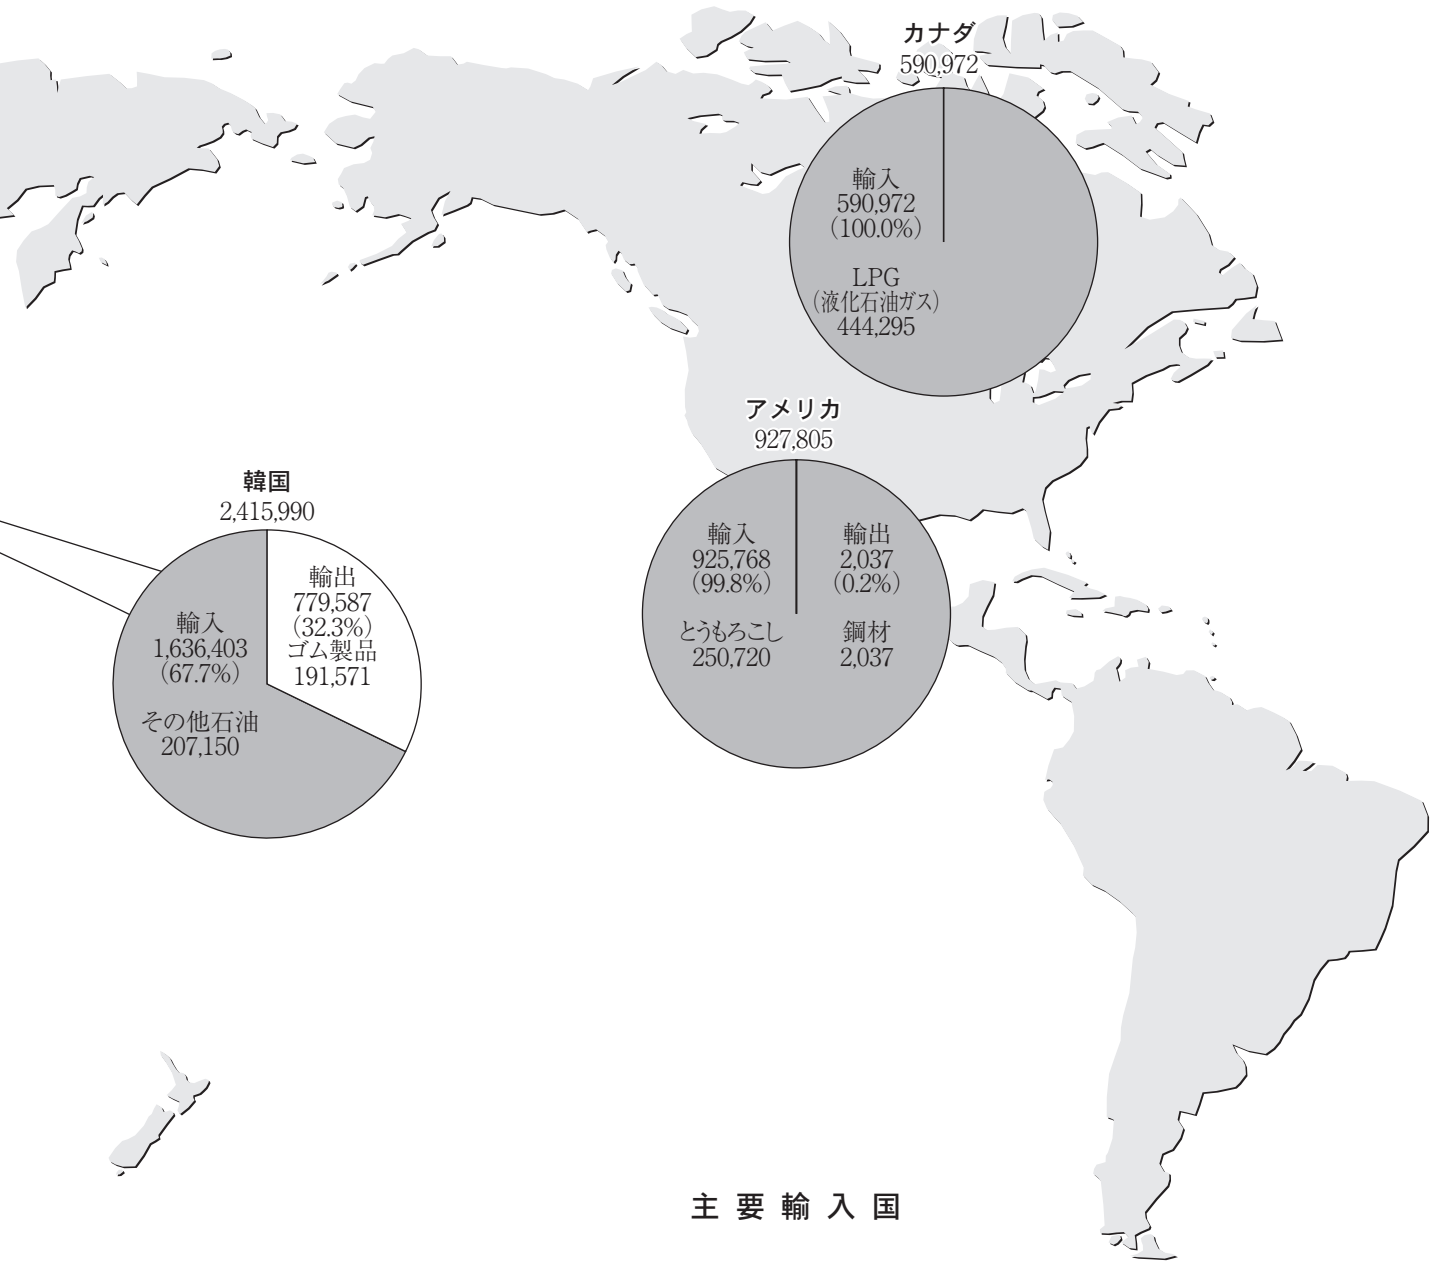 カナダ
590,972
輸入
590,972
(100.0%)
LPG
(液化石油ガス)
444,295
アメリカ
927,805
輸入
925,768
(99.8%)
とうもろこし
250,720
輸出
2,037
(0.2%)
鋼材
2,037
韓国
2,415,990
輸入
1,636,403
(67.7%)
その他石油
207,150
輸出
779,587
(32.3%)
ゴム製品
191,571
主要輸入国